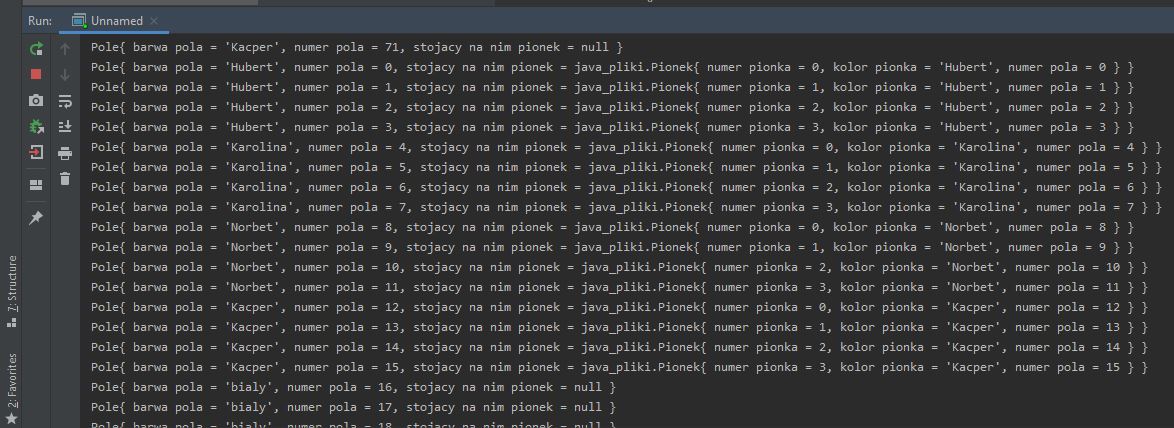 Run: Unnamed
Pole{ barwa pola = 'Kacper', numer pola = 71, stojacy na nim pionek = null }
Pole{ barwa pola = 'Hubert', numer pola = 0, stojacy na nim pionek = java_pliki.Pionek{ numer pionka = 0, kolor pionka = 'Hubert', numer pola = 0 } }
Pole{ barwa pola = 'Hubert', numer pola = 1, stojacy na nim pionek = java_pliki.Pionek{ numer pionka = 1, kolor pionka = 'Hubert', numer pola = 1 } }
Pole{ barwa pola = 'Hubert', numer pola = 2, stojacy na nim pionek = java_pliki.Pionek{ numer pionka = 2, kolor pionka = 'Hubert', numer pola = 2 } }
Pole{ barwa pola = 'Hubert', numer pola = 3, stojacy na nim pionek = java_pliki.Pionek{ numer pionka = 3, kolor pionka = 'Hubert', numer pola = 3 } }
Pole{ barwa pola = 'Karolina', numer pola = 4, stojacy na nim pionek = java_pliki.Pionek{ numer pionka = 0, kolor pionka = 'Karolina', numer pola = 4 } }
Pole{ barwa pola = 'Karolina', numer pola = 5, stojacy na nim pionek = java_pliki.Pionek{ numer pionka = 1, kolor pionka = 'Karolina', numer pola = 5 } }
Pole{ barwa pola = 'Karolina', numer pola = 6, stojacy na nim pionek = java_pliki.Pionek{ numer pionka = 2, kolor pionka = 'Karolina', numer pola = 6 } }
Pole{ barwa pola = 'Karolina', numer pola = 7, stojacy na nim pionek = java_pliki.Pionek{ numer pionka = 3, kolor pionka = 'Karolina', numer pola = 7 } }
Pole{ barwa pola = 'Norbet', numer pola = 8, stojacy na nim pionek = java_pliki.Pionek{ numer pionka = 0, kolor pionka = 'Norbet', numer pola = 8 } }
Pole{ barwa pola = 'Norbet', numer pola = 9, stojacy na nim pionek = java_pliki.Pionek{ numer pionka = 1, kolor pionka = 'Norbet', numer pola = 9 } }
Pole{ barwa pola = 'Norbet', numer pola = 10, stojacy na nim pionek = java_pliki.Pionek{ numer pionka = 2, kolor pionka = 'Norbet', numer pola = 10 } }
Pole{ barwa pola = 'Norbet', numer pola = 11, stojacy na nim pionek = java_pliki.Pionek{ numer pionka = 3, kolor pionka = 'Norbet', numer pola = 11 } }
Pole{ barwa pola = 'Kacper', numer pola = 12, stojacy na nim pionek = java_pliki.Pionek{ numer pionka = 0, kolor pionka = 'Kacper', numer pola = 12 } }
Pole{ barwa pola = 'Kacper', numer pola = 13, stojacy na nim pionek = java_pliki.Pionek{ numer pionka = 1, kolor pionka = 'Kacper', numer pola = 13 } }
Pole{ barwa pola = 'Kacper', numer pola = 14, stojacy na nim pionek = java_pliki.Pionek{ numer pionka = 2, kolor pionka = 'Kacper', numer pola = 14 } }
Pole{ barwa pola = 'Kacper', numer pola = 15, stojacy na nim pionek = java_pliki.Pionek{ numer pionka = 3, kolor pionka = 'Kacper', numer pola = 15 } }
Pole{ barwa pola = 'bialy', numer pola = 16, stojacy na nim pionek = null }
Pole{ barwa pola = 'bialy', numer pola = 17, stojacy na nim pionek = null }
Pole{ barwa pola = 'bialy', numer pola = 18, stojacy na nim pionek = null }
7: Structure
2: Favorites